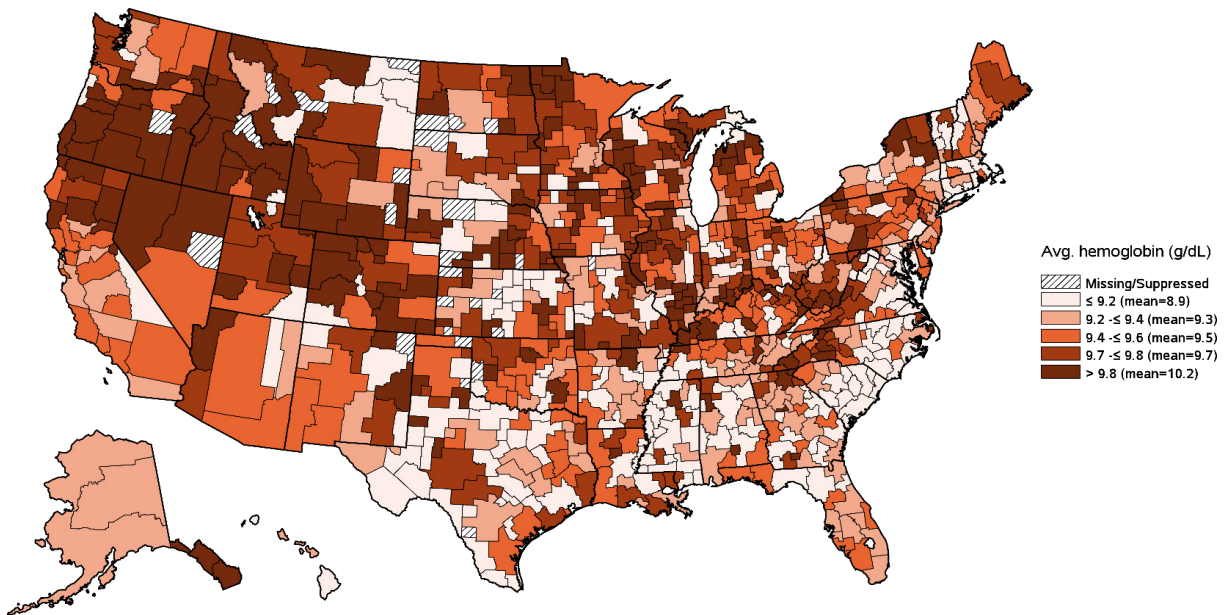 Avg. hemoglobin (g/dL)
Missing/Suppressed
≤ 9.2 (mean=8.9)
9.2 -≤ 9.4 (mean=9.3)
9.4 -≤ 9.6 (mean=9.5)
9.7 -≤ 9.8 (mean=9.7)
> 9.8 (mean=10.2)